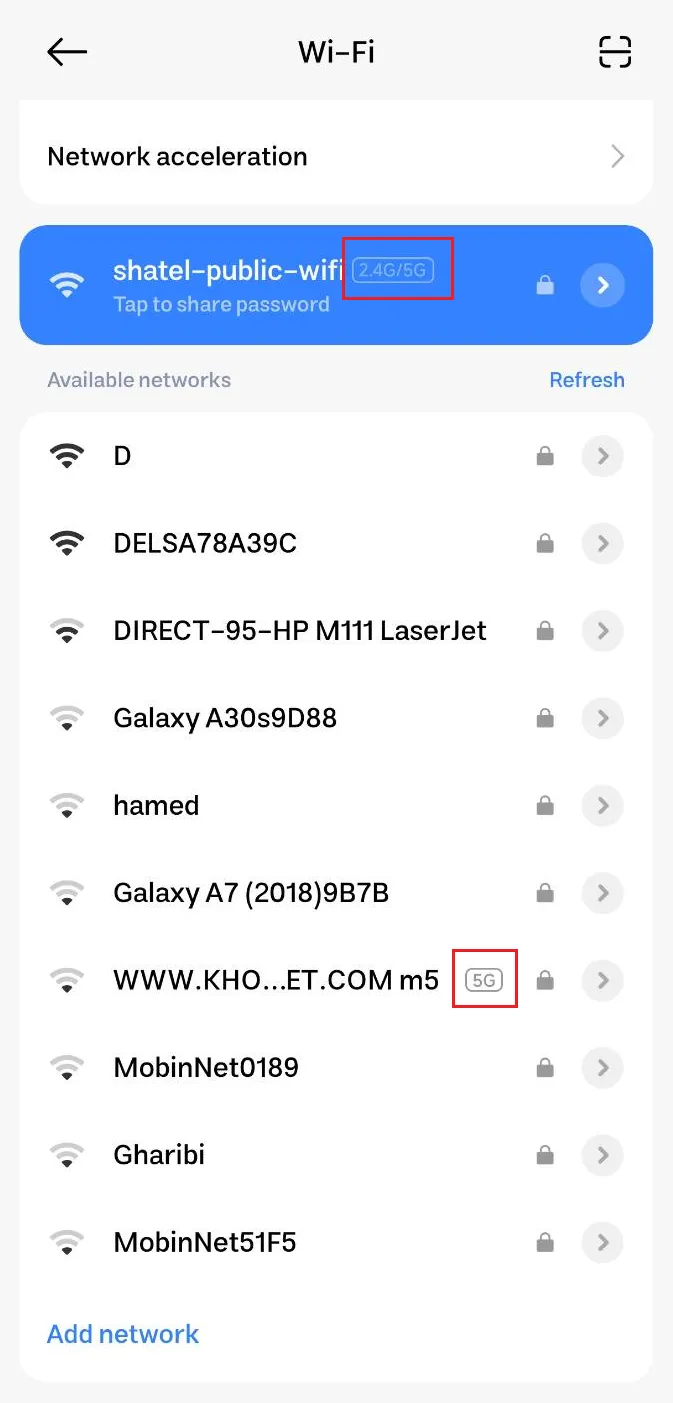 Wi-Fi
Network acceleration
shatel-public-wifi 2.4G/5G
Tap to share password
Available networks
Refresh
D
DELSA78A39C
DIRECT-95-HP M111 LaserJet
Galaxy A30s9D88
hamed
Galaxy A7 (2018)9B7B
WWW.KHO...ET.COM m5 5G
MobinNet0189
Gharibi
MobinNet51F5
Add network